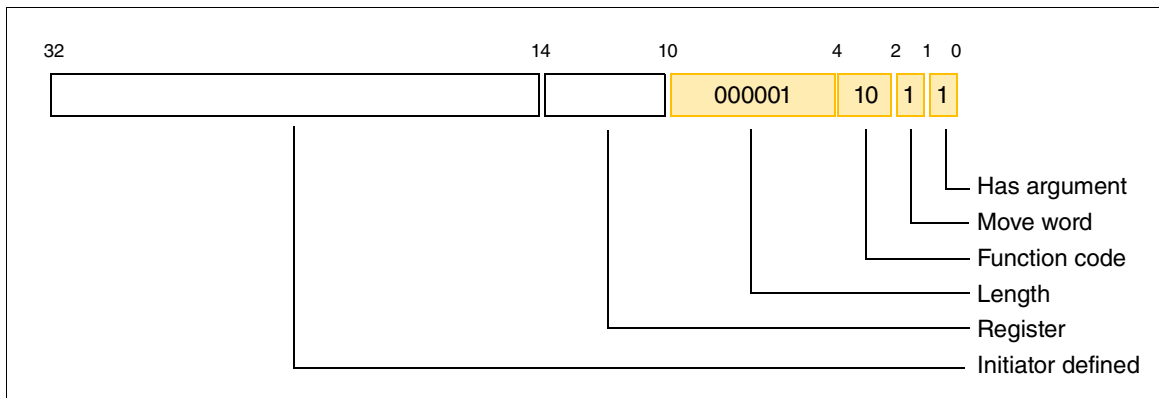 32 14 10 4 2 1 0
000001 10 1 1
Has argument
Move word
Function code
Length
Register
Initiator defined